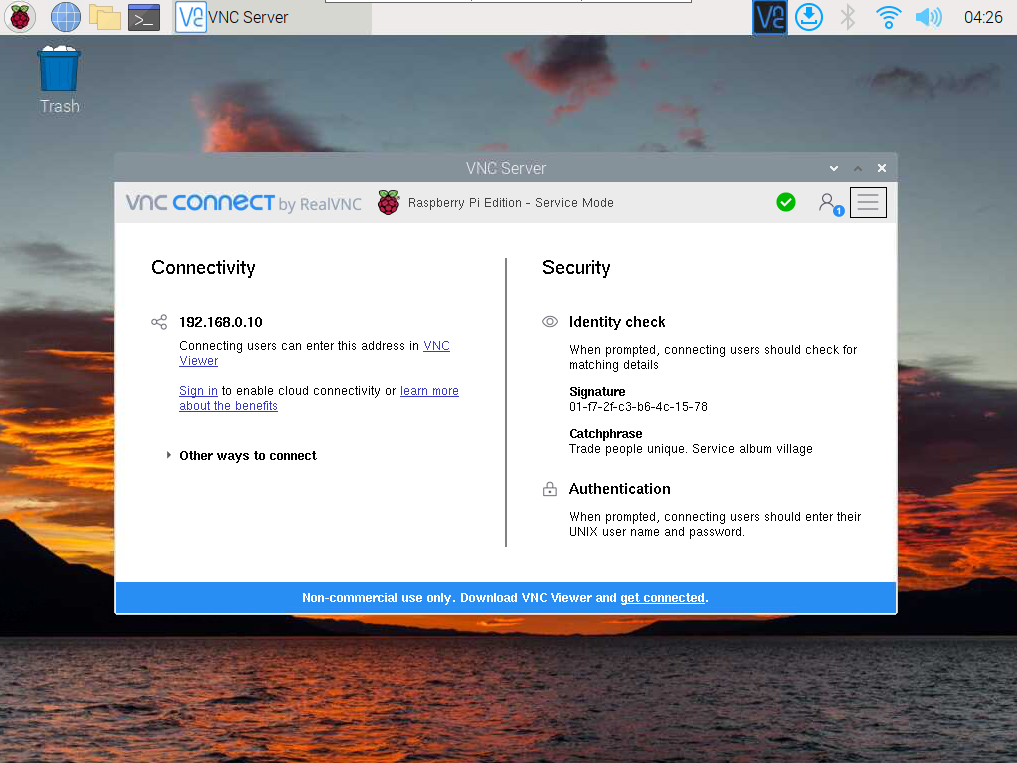 VNC Server
04:26
Trash
VNC Server
vnc connect by RealVNC
Raspberry Pi Edition - Service Mode
1
Connectivity
192.168.0.10
Connecting users can enter this address in VNC
Viewer
Sign in to enable cloud connectivity or learn more
about the benefits
Other ways to connect
Security
Identity check
When prompted, connecting users should check for
matching details
Signature
01-f7-2f-c3-b6-4c-15-78
Catchphrase
Trade people unique. Service album village
Authentication
When prompted, connecting users should enter their
UNIX user name and password.
Non-commercial use only. Download VNC Viewer and get connected.